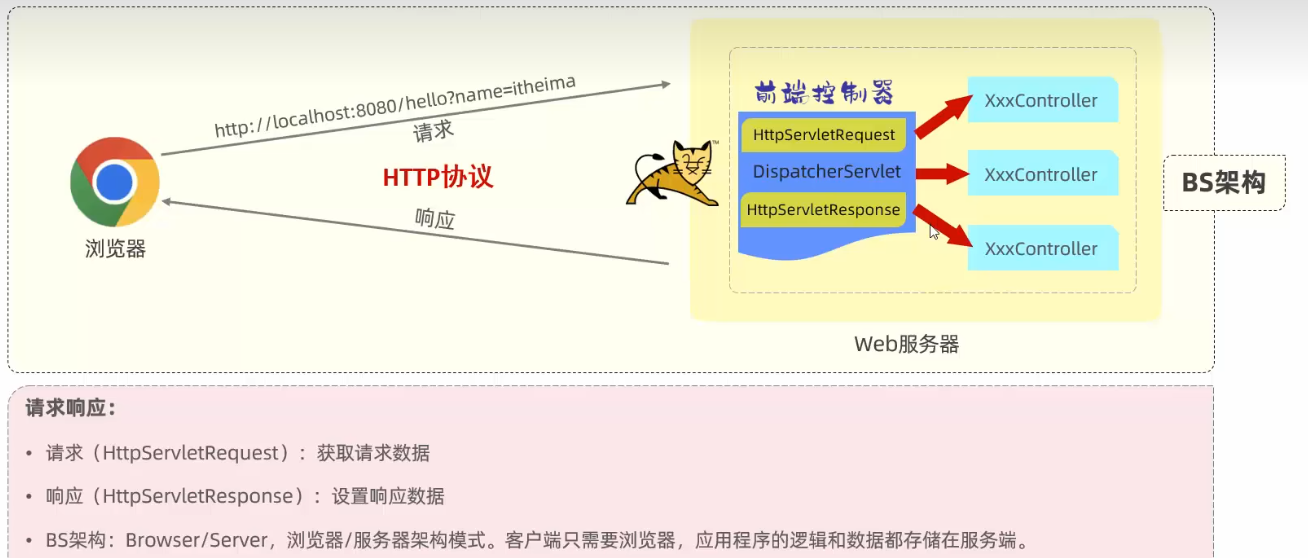 http://localhost:8080/hello?name=itheima
请求
HTTP协议
响应
浏览器
前端控制器
HttpServletRequest
DispatcherServlet
HttpServletResponse
XxxController
XxxController
XxxController
BS架构
Web服务器
请求响应：
• 请求（HttpServletRequest）：获取请求数据
• 响应（HttpServletResponse）：设置响应数据
• BS架构：Browser/Server，浏览器/服务器架构模式。客户端只需要浏览器，应用程序的逻辑和数据都存储在服务端。